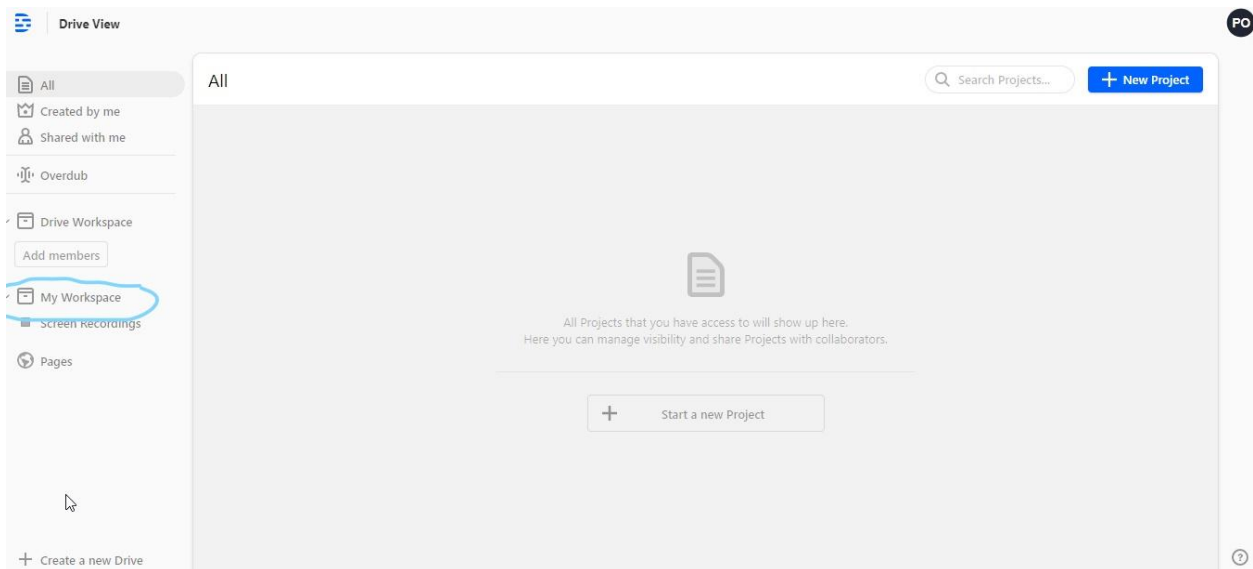 Drive View
PO
All
Created by me
Shared with me
Overdub
Drive Workspace
Add members
My Workspace
Screen Recordings
Pages
Create a new Drive
All
Search Projects...
New Project
All Projects that you have access to will show up here.
Here you can manage visibility and share Projects with collaborators.
Start a new Project
?